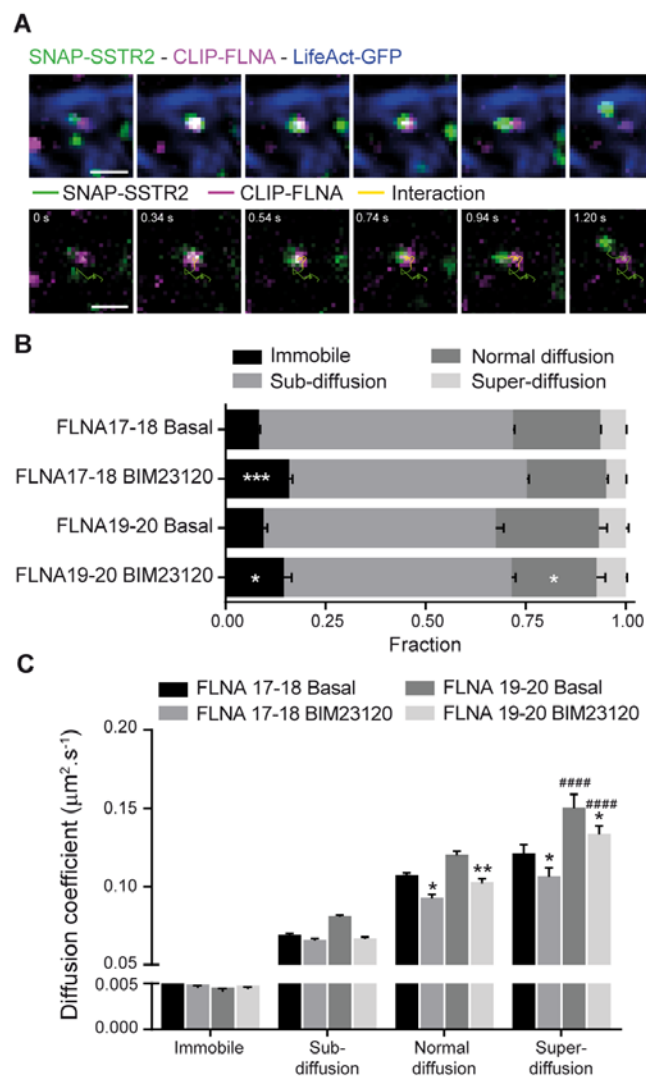 A
SNAP-SSTR2 - CLIP-FLNA - LifeAct-GFP
SNAP-SSTR2 CLIP-FLNA Interaction
0 s 0.34 s 0.54 s 0.74 s 0.94 s 1.20 s
B
Immobile Normal diffusion
Sub-diffusion Super-diffusion
FLNA17-18 Basal
FLNA17-18 BIM23120 ***
FLNA19-20 Basal
FLNA19-20 BIM23120 * *
0.00 0.25 0.50 0.75 1.00
Fraction
C
FLNA 17-18 Basal FLNA 19-20 Basal
FLNA 17-18 BIM23120 FLNA 19-20 BIM23120
Diffusion coefficient (µm².s⁻¹)
0.20
0.15
0.10
0.05
0.005
0.000
* ** * #### #### *
Immobile Sub-diffusion Normal diffusion Super-diffusion